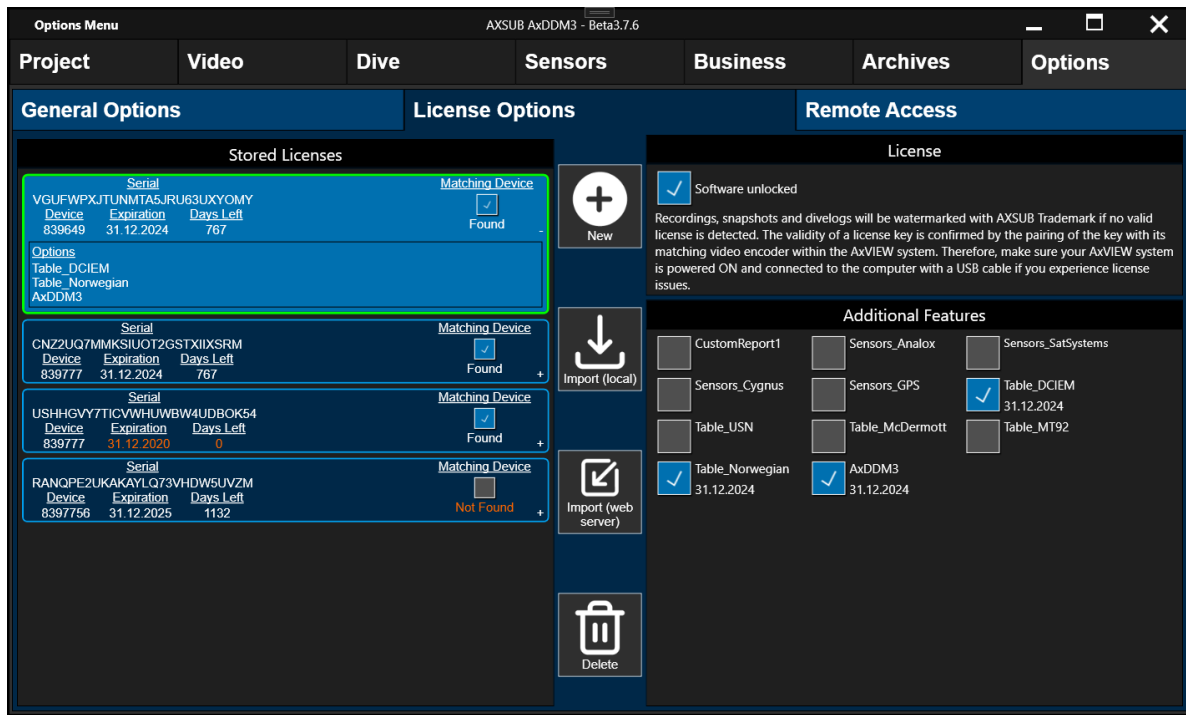 Options Menu
AXSUB AxDDM3 - Beta3.7.6
Project Video Dive Sensors Business Archives Options
General Options License Options Remote Access
Stored Licenses
Serial Matching Device
VGUFWPXJTUNMTA5JRU63UXYOMY
Device Expiration Days Left
839649 31.12.2024 767
Found -
Options
Table_DCIEM
Table_Norwegian
AxDDM3
Serial Matching Device
CNZ2UQ7MMKSIUOT2GSTXIIXSRM
Device Expiration Days Left
839777 31.12.2024 767
Found +
Serial Matching Device
USHHGVY7TICVWHUWBW4UDBOK54
Device Expiration Days Left
839777 31.12.2020 0
Found +
Serial Matching Device
RANQPE2UKAKAYLQ73VHDW5UVZM
Device Expiration Days Left
8397756 31.12.2025 1132
Not Found +
New
Import (local)
Import (web
server)
Delete
License
Software unlocked
Recordings, snapshots and divelogs will be watermarked with AXSUB Trademark if no valid
license is detected. The validity of a license key is confirmed by the pairing of the key with its
matching video encoder within the AxVIEW system. Therefore, make sure your AxVIEW system
is powered ON and connected to the computer with a USB cable if you experience license
issues.
Additional Features
CustomReport1 Sensors_Analox Sensors_SatSystems
Sensors_Cygnus Sensors_GPS Table_DCIEM
31.12.2024
Table_USN Table_McDermott Table_MT92
Table_Norwegian AxDDM3
31.12.2024 31.12.2024